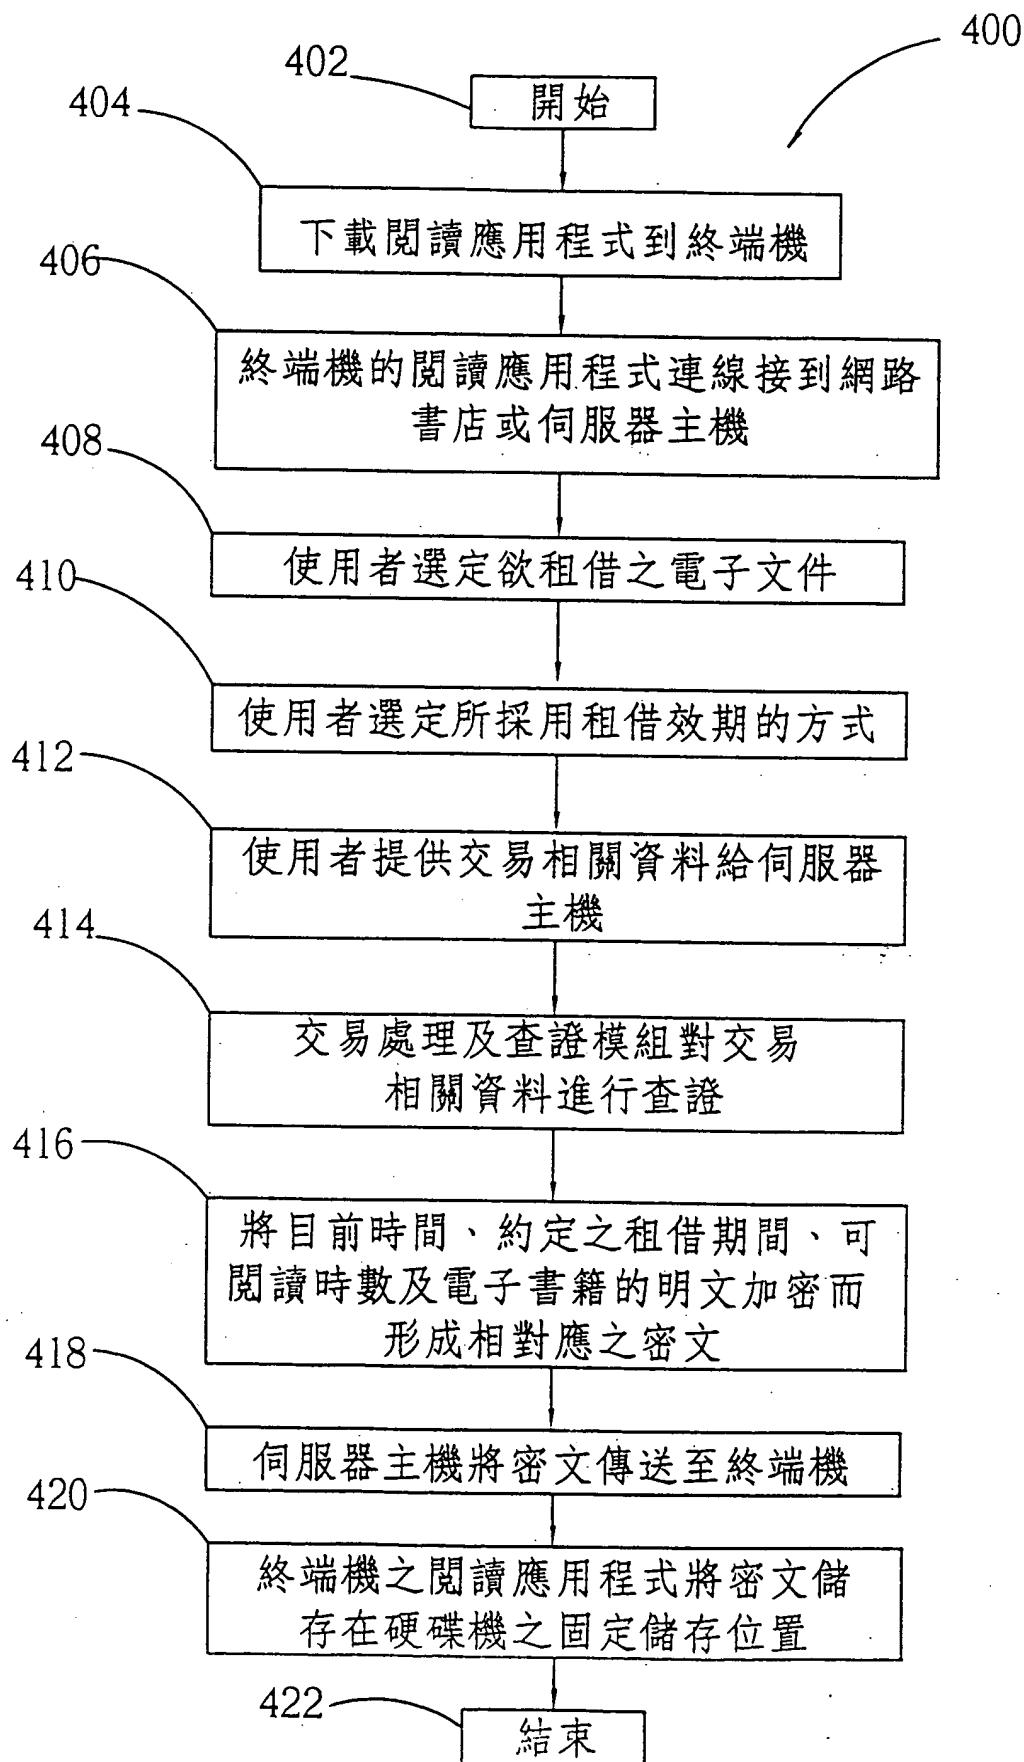 400
402
開始
404
下載閱讀應用程式到終端機
406
終端機的閱讀應用程式連線接到網路
書店或伺服器主機
408
使用者選定欲租借之電子文件
410
使用者選定所採用租借效期的方式
412
使用者提供交易相關資料給伺服器
主機
414
交易處理及查證模組對交易
相關資料進行查證
416
將目前時間、約定之租借期間、可
閱讀時數及電子書籍的明文加密而
形成相對應之密文
418
伺服器主機將密文傳送至終端機
420
終端機之閱讀應用程式將密文儲
存在硬碟機之固定儲存位置
422
結束